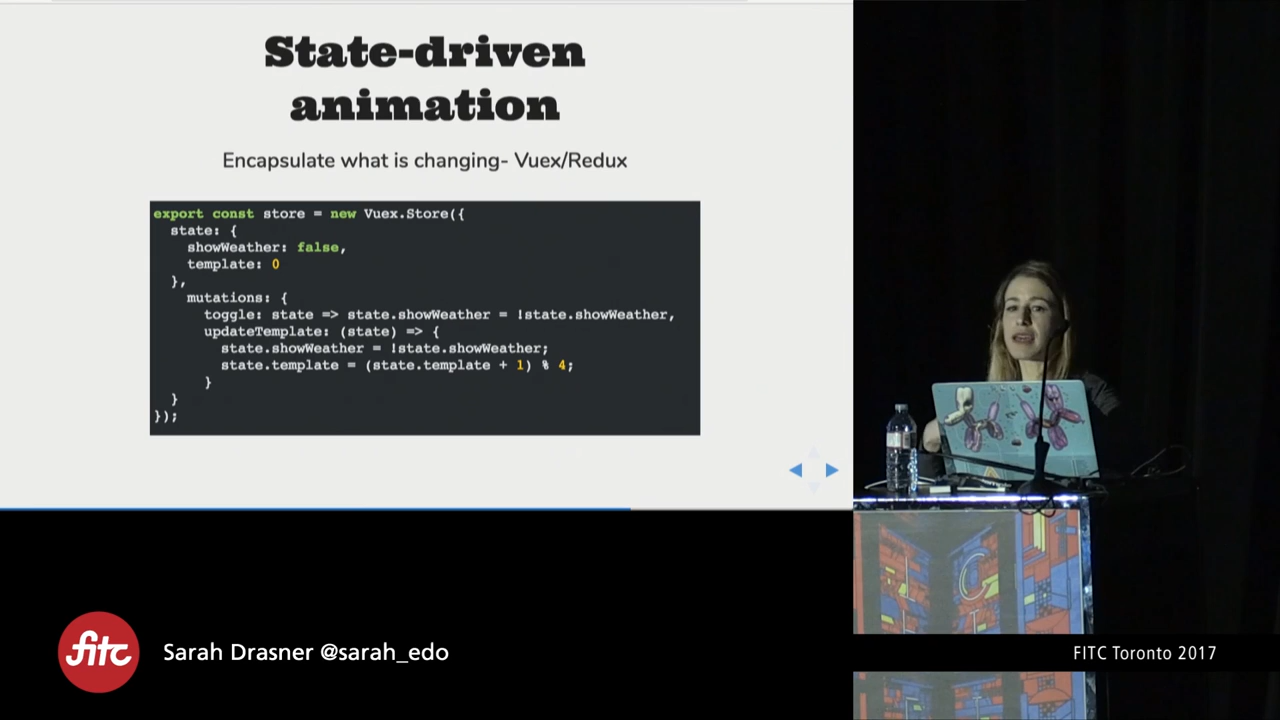 State-driven
animation
Encapsulate what is changing- Vuex/Redux
export const store = new Vuex.Store({
  state: {
    showWeather: false,
    template: 0
  },
    mutations: {
      toggle: state => state.showWeather = !state.showWeather,
      updateTemplate: (state) => {
        state.showWeather = !state.showWeather;
        state.template = (state.template + 1) % 4;
      }
  }
});
fitc
Sarah Drasner @sarah_edo
FITC Toronto 2017